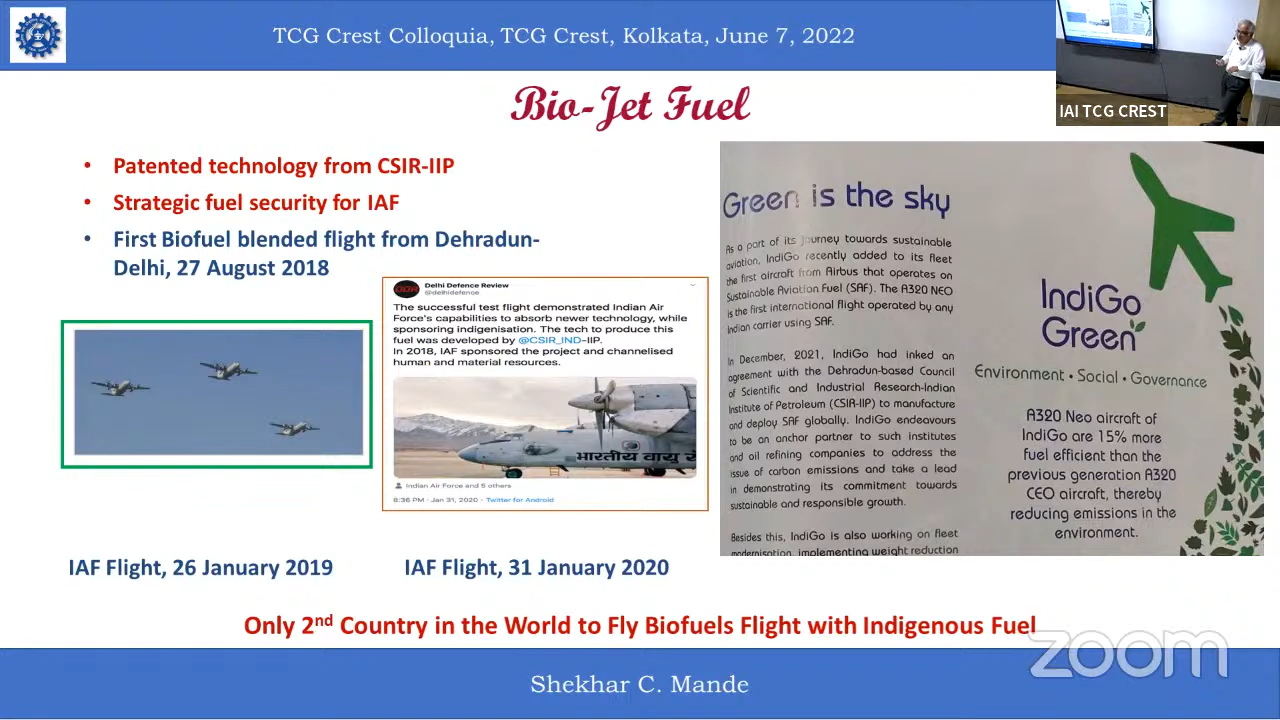 TCG Crest Colloquia, TCG Crest, Kolkata, June 7, 2022
IAI TCG CREST
Bio-Jet Fuel
• Patented technology from CSIR-IIP
• Strategic fuel security for IAF
• First Biofuel blended flight from Dehradun-
Delhi, 27 August 2018
Delhi Defence Review
@delhidefence
The successful test flight demonstrated Indian Air
Force's capabilities to absorb newer technology, while
sponsoring indigenisation. The tech to produce this
fuel was developed by @CSIR_IND-IIP.
In 2018, IAF sponsored the project and channelised
human and material resources.
भारतीय वायु से
Indian Air Force and 5 others
8:36 PM · Jan 31, 2020 · Twitter for Android
Green is the sky
As a part of its journey towards sustainable
aviation, IndiGo recently added to its fleet
the first aircraft from Airbus that operates on
Sustainable Aviation Fuel (SAF). The A320 NEO
is the first international flight operated by any
Indian carrier using SAF.
In December, 2021, IndiGo had inked an
agreement with the Dehradun-based Council
of Scientific and Industrial Research-Indian
Institute of Petroleum (CSIR-IIP) to manufacture
and deploy SAF globally. IndiGo endeavours
to be an anchor partner to such institutes
and oil refining companies to address the
issue of carbon emissions and take a lead
in demonstrating its commitment towards
sustainable and responsible growth.
Besides this, IndiGo is also working on fleet
modernisation, implementing weight reduction
IndiGo
Green
Environment • Social • Governance
A320 Neo aircraft of
IndiGo are 15% more
fuel efficient than the
previous generation A320
CEO aircraft, thereby
reducing emissions in the
environment.
IAF Flight, 26 January 2019
IAF Flight, 31 January 2020
Only 2nd Country in the World to Fly Biofuels Flight with Indigenous Fuel
zoom
Shekhar C. Mande